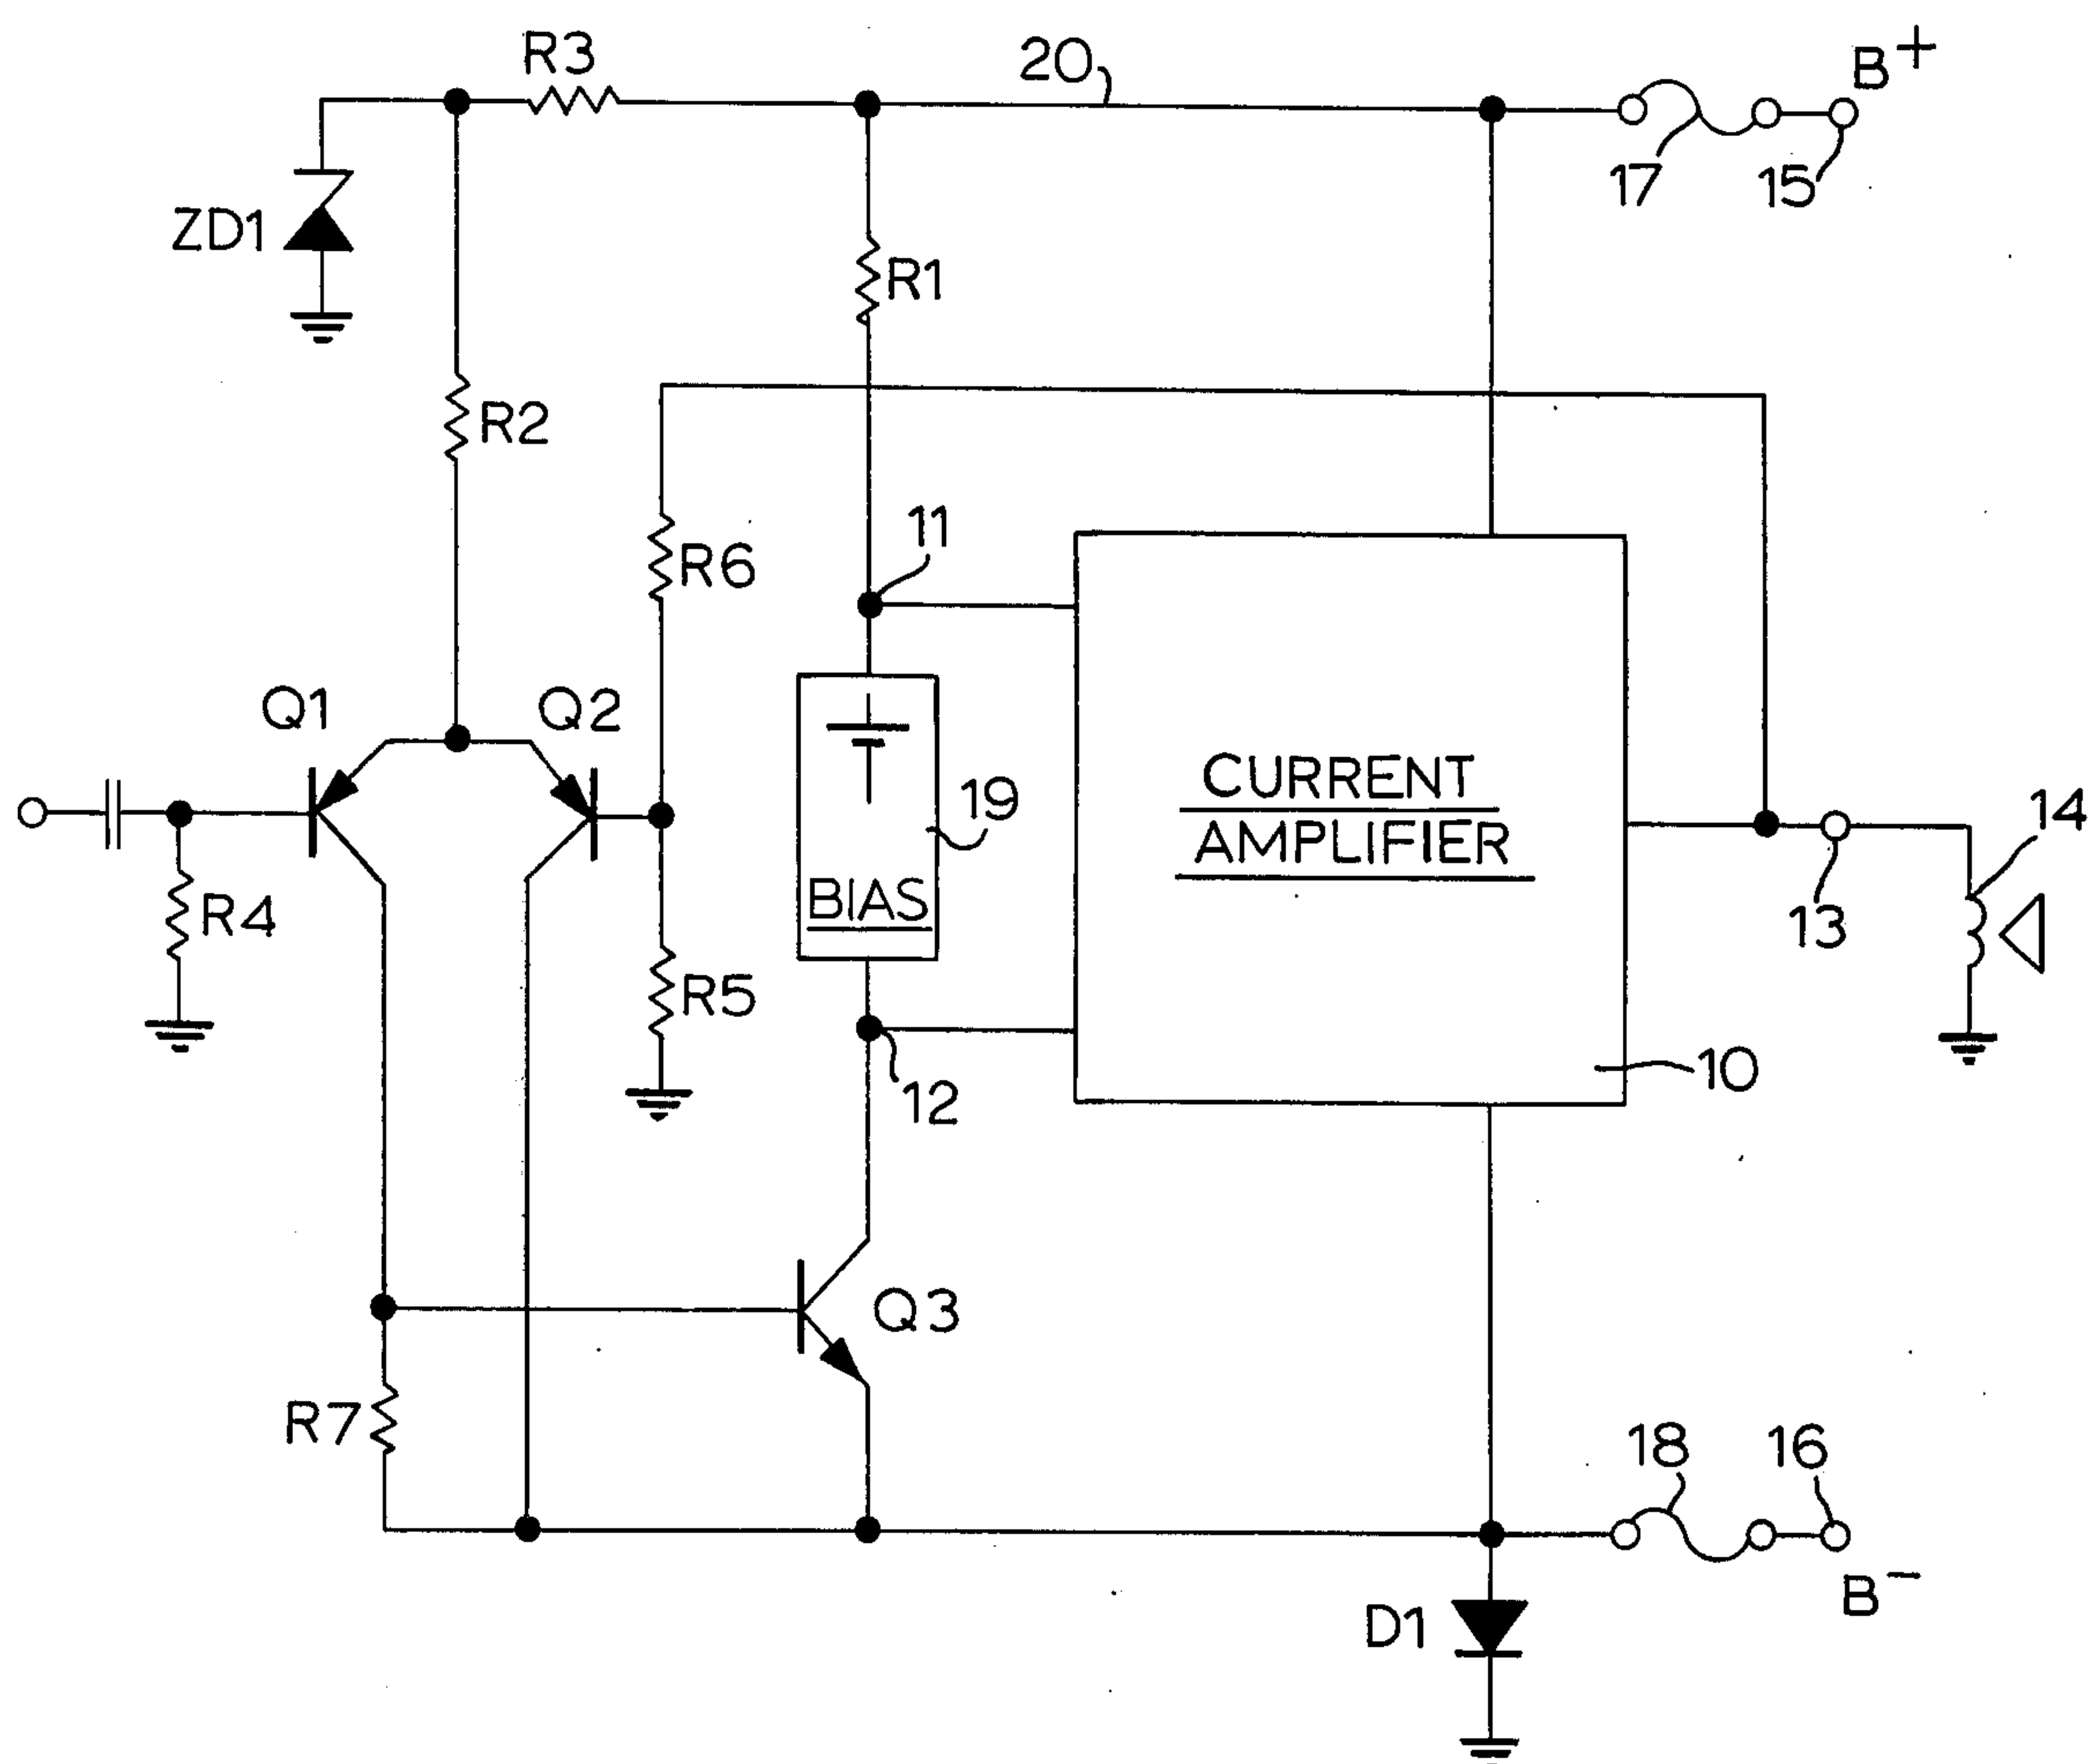 R3
20
B+
17
15
ZD1
R1
R2
11
R6
Q1
Q2
CURRENT
AMPLIFIER
19
14
BIAS
R4
13
R5
10
12
Q3
R7
18
16
B-
D1